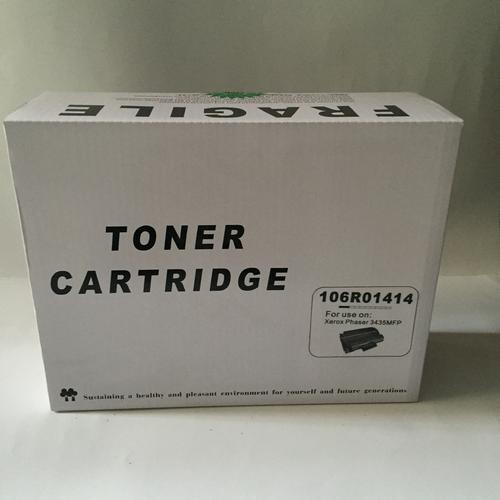 FRAGILE
TONER
CARTRIDGE
106R01414
For use on:
Xerox Phaser 3435MFP
Sustaining a healthy and pleasant environment for yourself and future generations